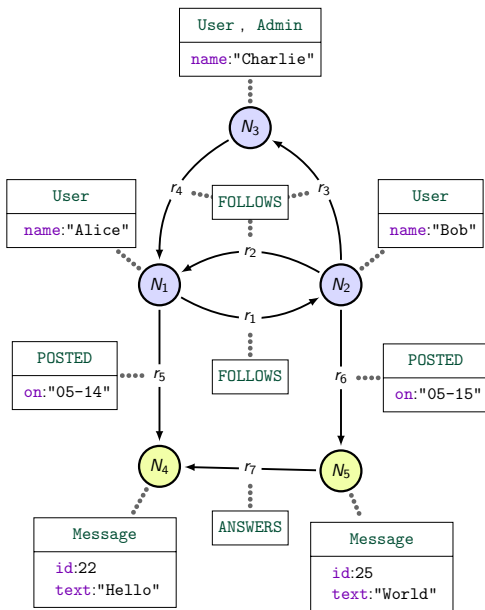 User , Admin
name:"Charlie"
N3
r4
FOLLOWS
r3
User
name:"Alice"
User
name:"Bob"
r2
N1
N2
r1
POSTED
on:"05-14"
r5
FOLLOWS
r6
POSTED
on:"05-15"
N4
r7
N5
ANSWERS
Message
id:22
text:"Hello"
Message
id:25
text:"World"